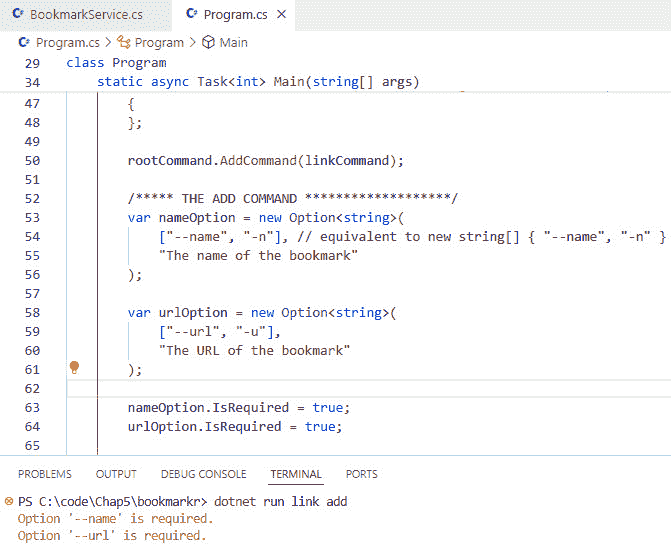 C# BookmarkService.cs C# Program.cs ×
C# Program.cs > Program > Main
29 class Program
34 static async Task<int> Main(string[] args)
47 {
48 };
49
50 rootCommand.AddCommand(linkCommand);
51
52 /***** THE ADD COMMAND *******************/
53 var nameOption = new Option<string>(
54 ["--name", "-n"], // equivalent to new string[] { "--name", "-n" }
55 "The name of the bookmark"
56 );
57
58 var urlOption = new Option<string>(
59 ["--url", "-u"],
60 "The URL of the bookmark"
61 );
62
63 nameOption.IsRequired = true;
64 urlOption.IsRequired = true;
65
PROBLEMS OUTPUT DEBUG CONSOLE TERMINAL PORTS
PS C:\code\Chap5\bookmarkr> dotnet run link add
Option '--name' is required.
Option '--url' is required.